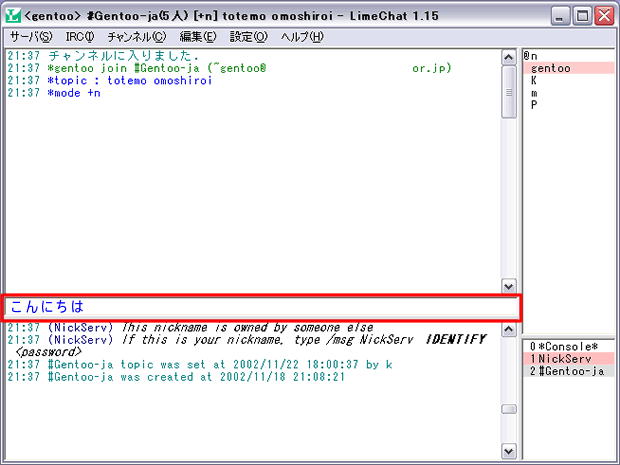 <gentoo> #Gentoo-ja(5人) [+n] totemo omoshiroi - LimeChat 1.15
サーバ(S) IRC(I) チャンネル(C) 編集(E) 設定(O) ヘルプ(H)
21:37 チャンネルに入りました.
21:37 *gentoo join #Gentoo-ja (~gentoo@ or.jp)
21:37 *topic : totemo omoshiroi
21:37 *mode +n
@n
gentoo
K
m
P
こんにちは
21:37 (NickServ) This nickname is owned by someone else
21:37 (NickServ) If this is your nickname, type /msg NickServ IDENTIFY
<password>
21:37 #Gentoo-ja topic was set at 2002/11/22 18:00:37 by k
21:37 #Gentoo-ja was created at 2002/11/18 21:08:21
0 *Console*
1 NickServ
2 #Gentoo-ja